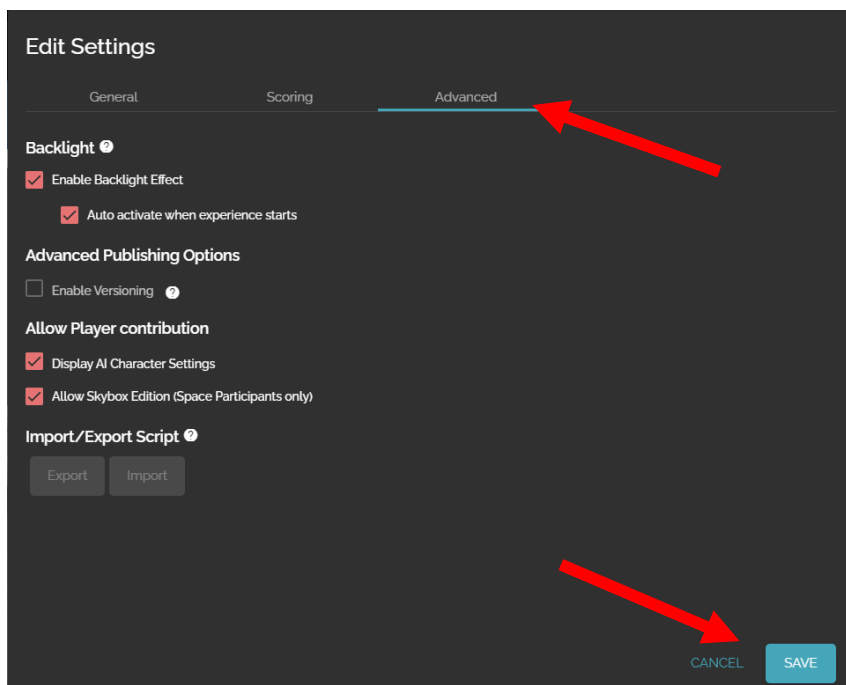 Edit Settings
General Scoring Advanced
Backlight ?
Enable Backlight Effect
Auto activate when experience starts
Advanced Publishing Options
Enable Versioning ?
Allow Player contribution
Display AI Character Settings
Allow Skybox Edition (Space Participants only)
Import/Export Script ?
Export Import
CANCEL SAVE